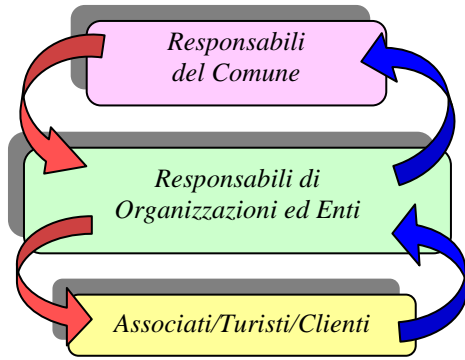 Responsabili
del Comune
Responsabili di
Organizzazioni ed Enti
Associati/Turisti/Clienti